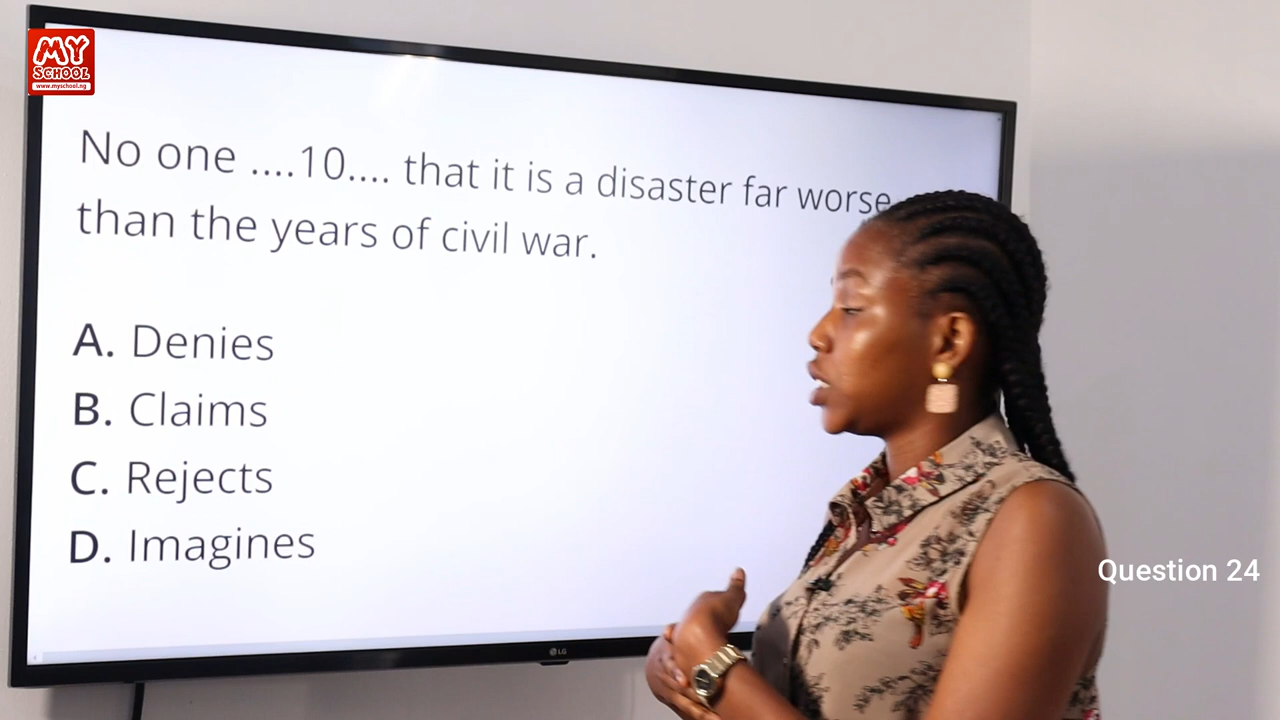 MY
SCHOOL
www.myschool.ng
No one ....10.... that it is a disaster far worse
than the years of civil war.
A. Denies
B. Claims
C. Rejects
D. Imagines
LG
Question 24